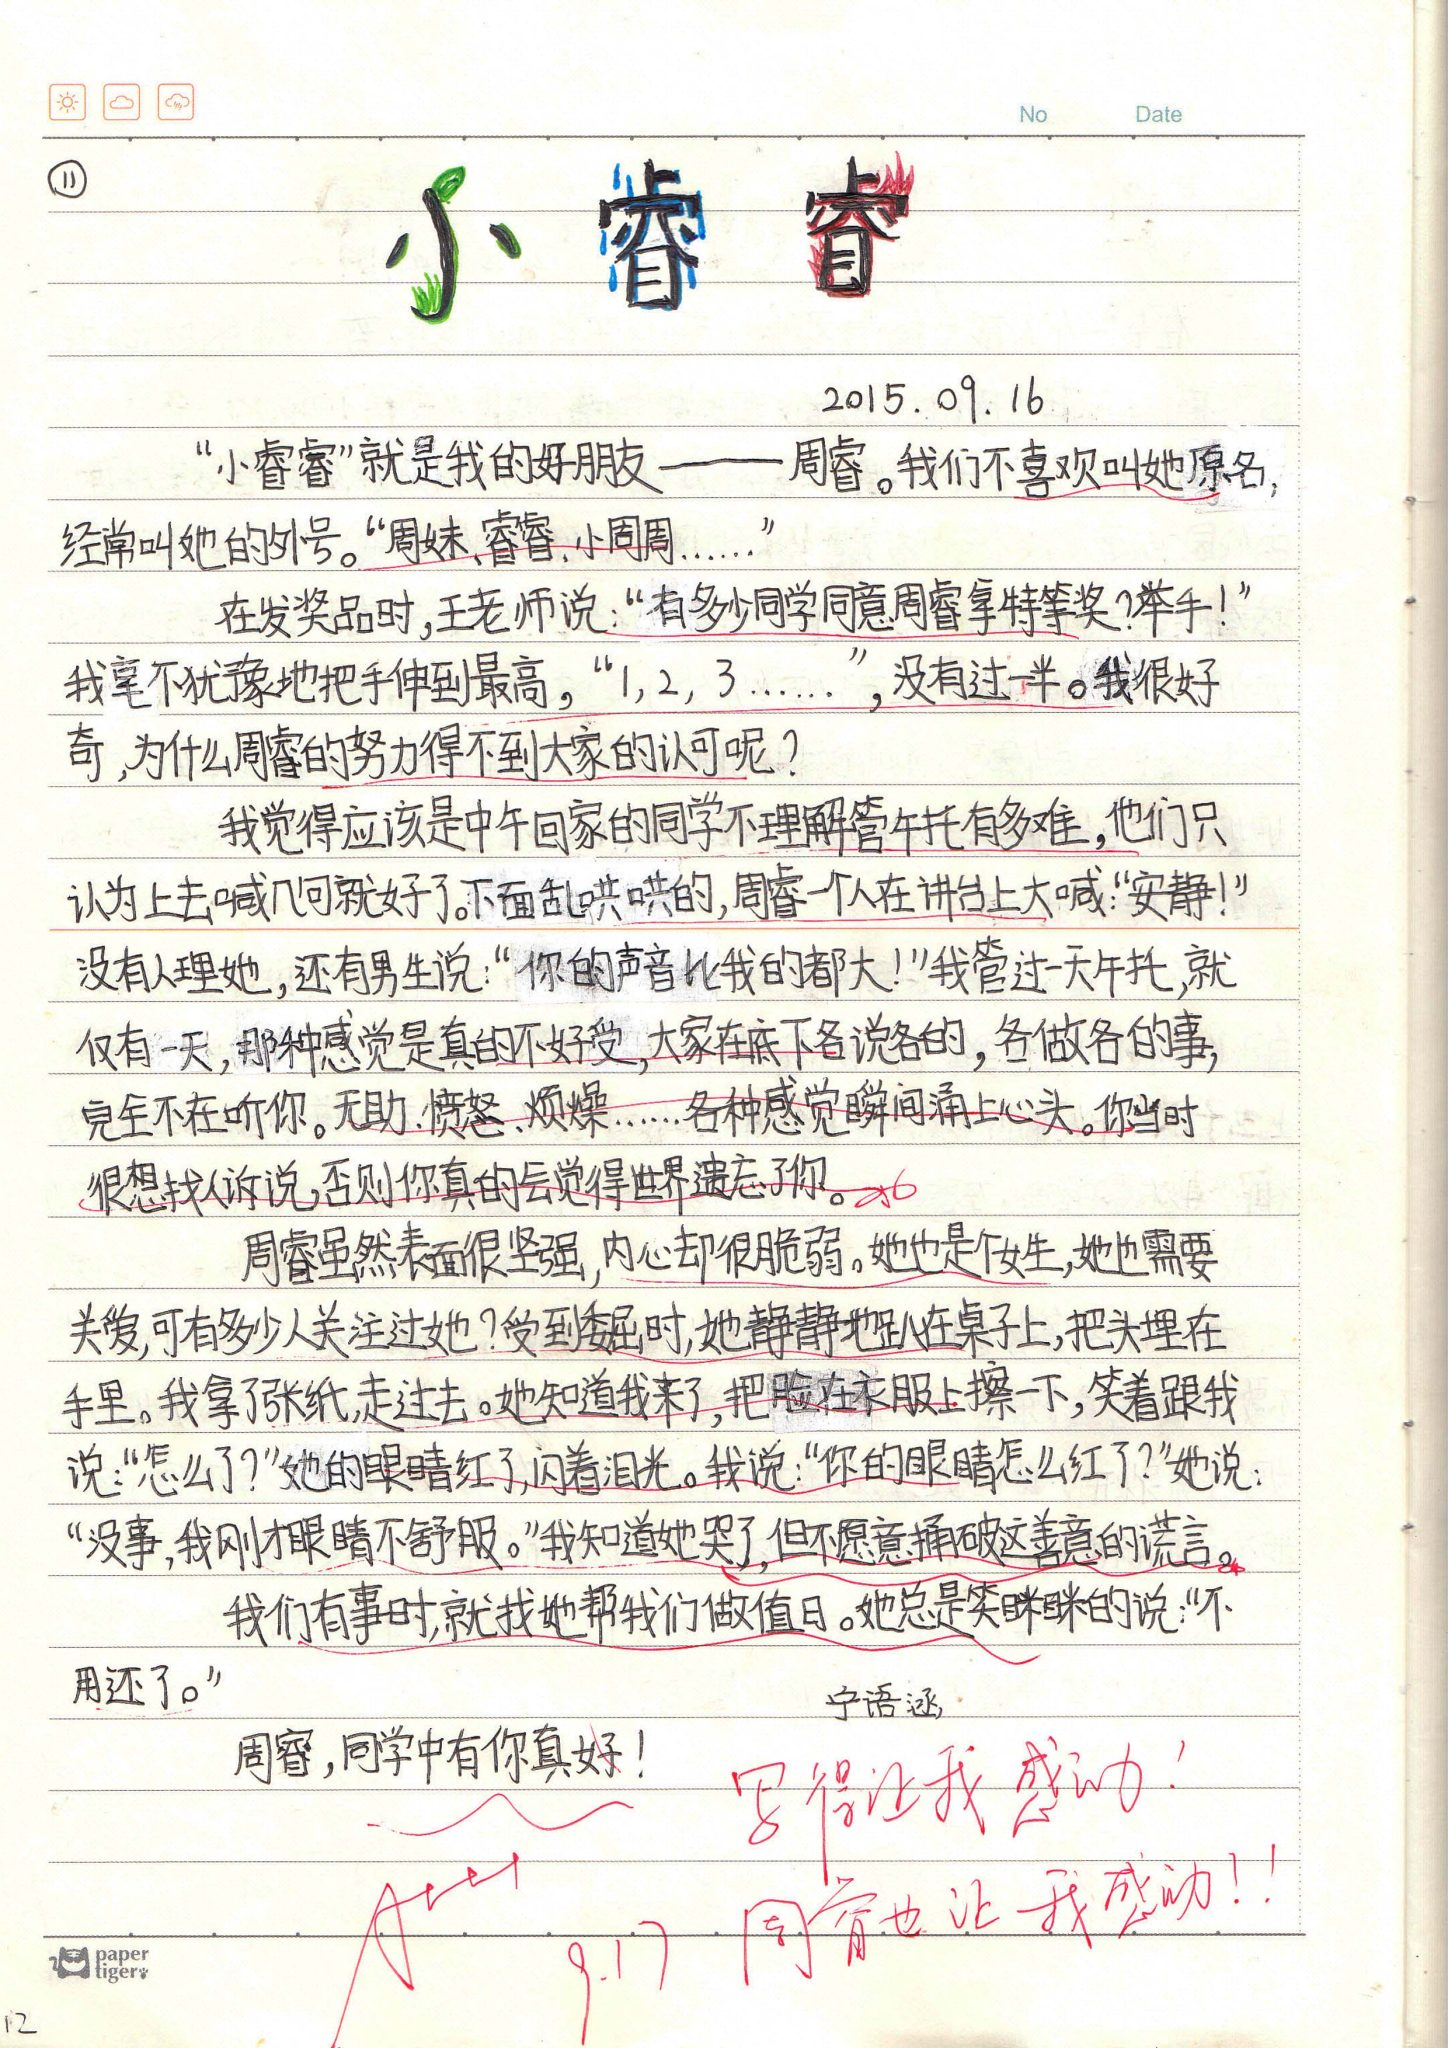 No Date
11
小睿睿
2015.09.16
“小睿睿”就是我的好朋友——周睿。我们不喜欢叫她原名,
经常叫她的外号。“周妹、睿睿、小周周……”
在发奖品时,王老师说:“有多少同学同意周睿拿特等奖?举手!”
我毫不犹豫地把手伸到最高,“1,2,3……”,没有过一半。我很好
奇,为什么周睿的努力得不到大家的认可呢?
我觉得应该是中午回家的同学不理解管午托有多难,他们只
认为上去喊几句就好了。下面乱哄哄的,周睿一个人在讲台上大喊:“安静!”
没有人理她,还有男生说:“你的声音比我的都大!”我管过一天午托,就
仅有一天,那种感觉是真的不好受,大家在底下各说各的,各做各的事,
完全不在听你。无助、愤怒、烦燥……各种感觉瞬间涌上心头。你当时
很想找人诉说,否则你真的会觉得世界遗忘了你。
周睿虽然表面很坚强,内心却很脆弱。她也是个女生,她也需要
关爱,可有多少人关注过她?受到委屈时,她静静地趴在桌子上,把头埋在
手里。我拿了张纸,走过去。她知道我来了,把脸在衣服上擦一下,笑着跟我
说:“怎么了?”她的眼睛红了,闪着泪光。我说:“你的眼睛怎么红了?”她说:
“没事,我刚才眼睛不舒服。”我知道她哭了,但不愿意捅破这善意的谎言。
我们有事时,就找她帮我们做值日。她总是笑眯眯的说:“不
用还了。”
宁语涵
周睿,同学中有你真好!
写得让我感动!
周睿也让我感动!!
A+++
9.17
paper
tiger
12